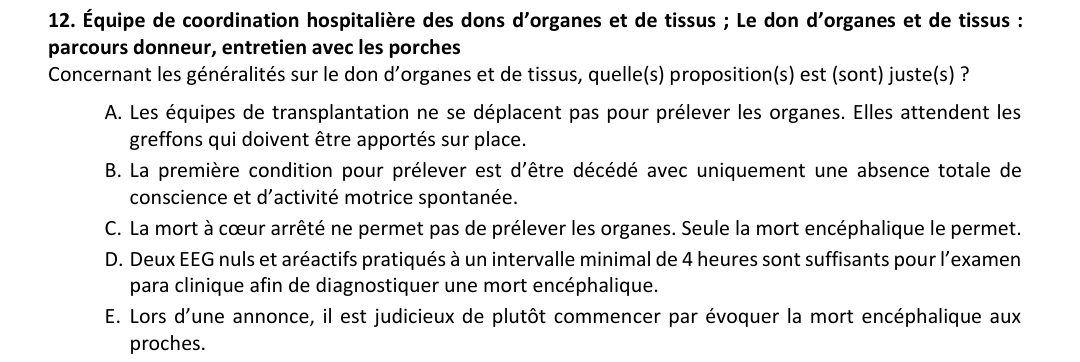 12. Équipe de coordination hospitalière des dons d’organes et de tissus ; Le don d’organes et de tissus :
parcours donneur, entretien avec les porches
Concernant les généralités sur le don d’organes et de tissus, quelle(s) proposition(s) est (sont) juste(s) ?
A. Les équipes de transplantation ne se déplacent pas pour prélever les organes. Elles attendent les
greffons qui doivent être apportés sur place.
B. La première condition pour prélever est d’être décédé avec uniquement une absence totale de
conscience et d’activité motrice spontanée.
C. La mort à cœur arrêté ne permet pas de prélever les organes. Seule la mort encéphalique le permet.
D. Deux EEG nuls et aréactifs pratiqués à un intervalle minimal de 4 heures sont suffisants pour l’examen
para clinique afin de diagnostiquer une mort encéphalique.
E. Lors d’une annonce, il est judicieux de plutôt commencer par évoquer la mort encéphalique aux
proches.